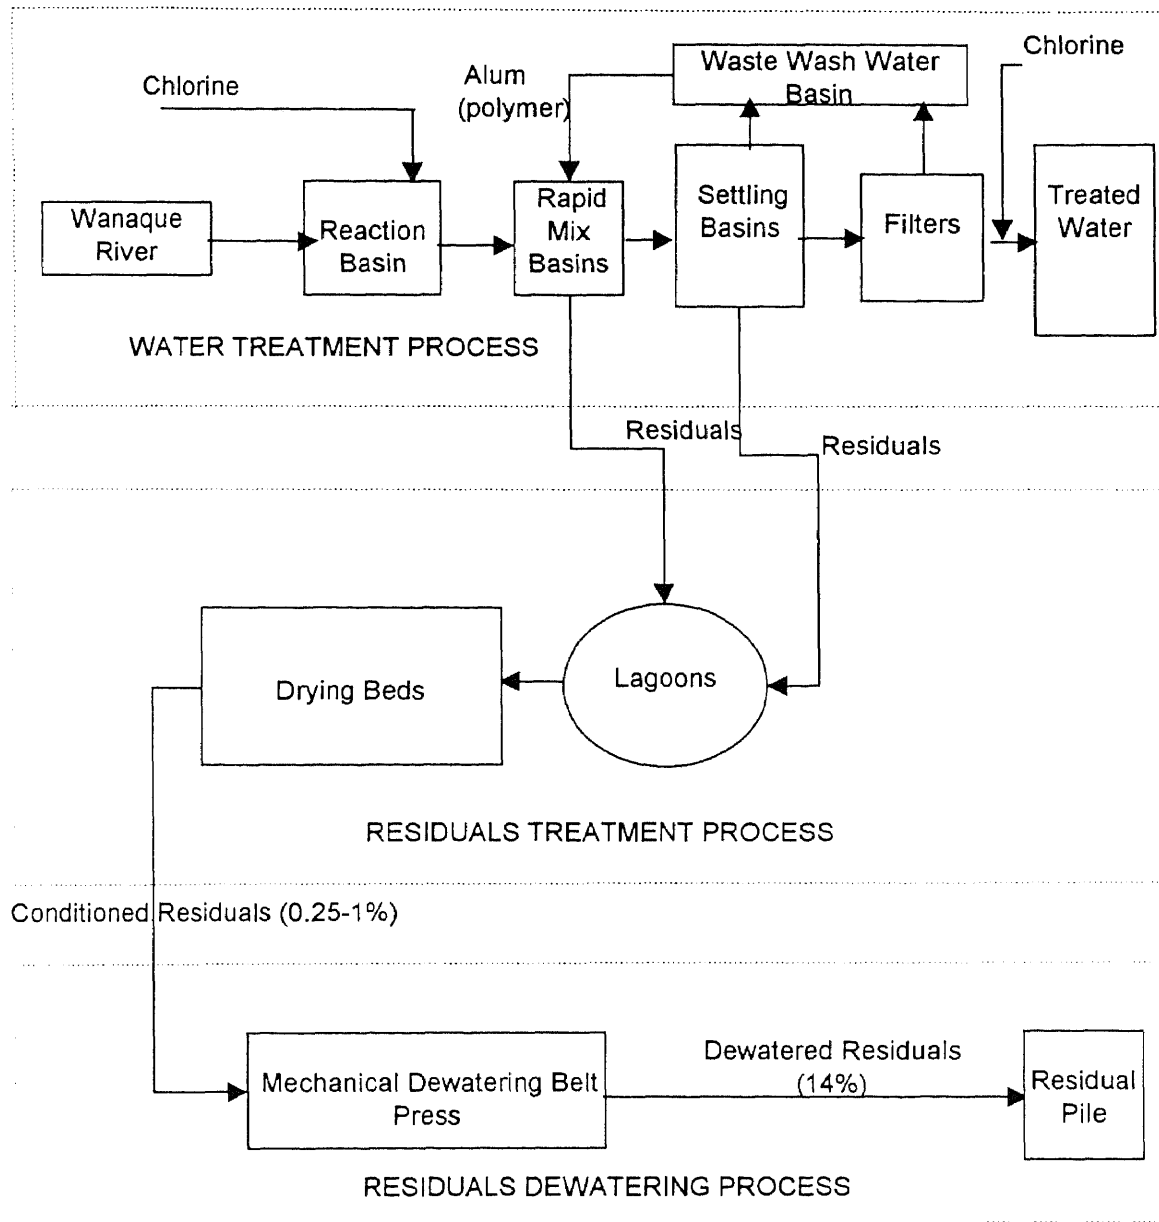 Chlorine
Alum
(polymer)
Waste Wash Water
Basin
Chlorine
Wanaque
River
Reaction
Basin
Rapid
Mix
Basins
Settling
Basins
Filters
Treated
Water
WATER TREATMENT PROCESS
Residuals
Residuals
Drying Beds
Lagoons
RESIDUALS TREATMENT PROCESS
Conditioned Residuals (0.25-1%)
Mechanical Dewatering Belt
Press
Dewatered Residuals
(14%)
Residual
Pile
RESIDUALS DEWATERING PROCESS